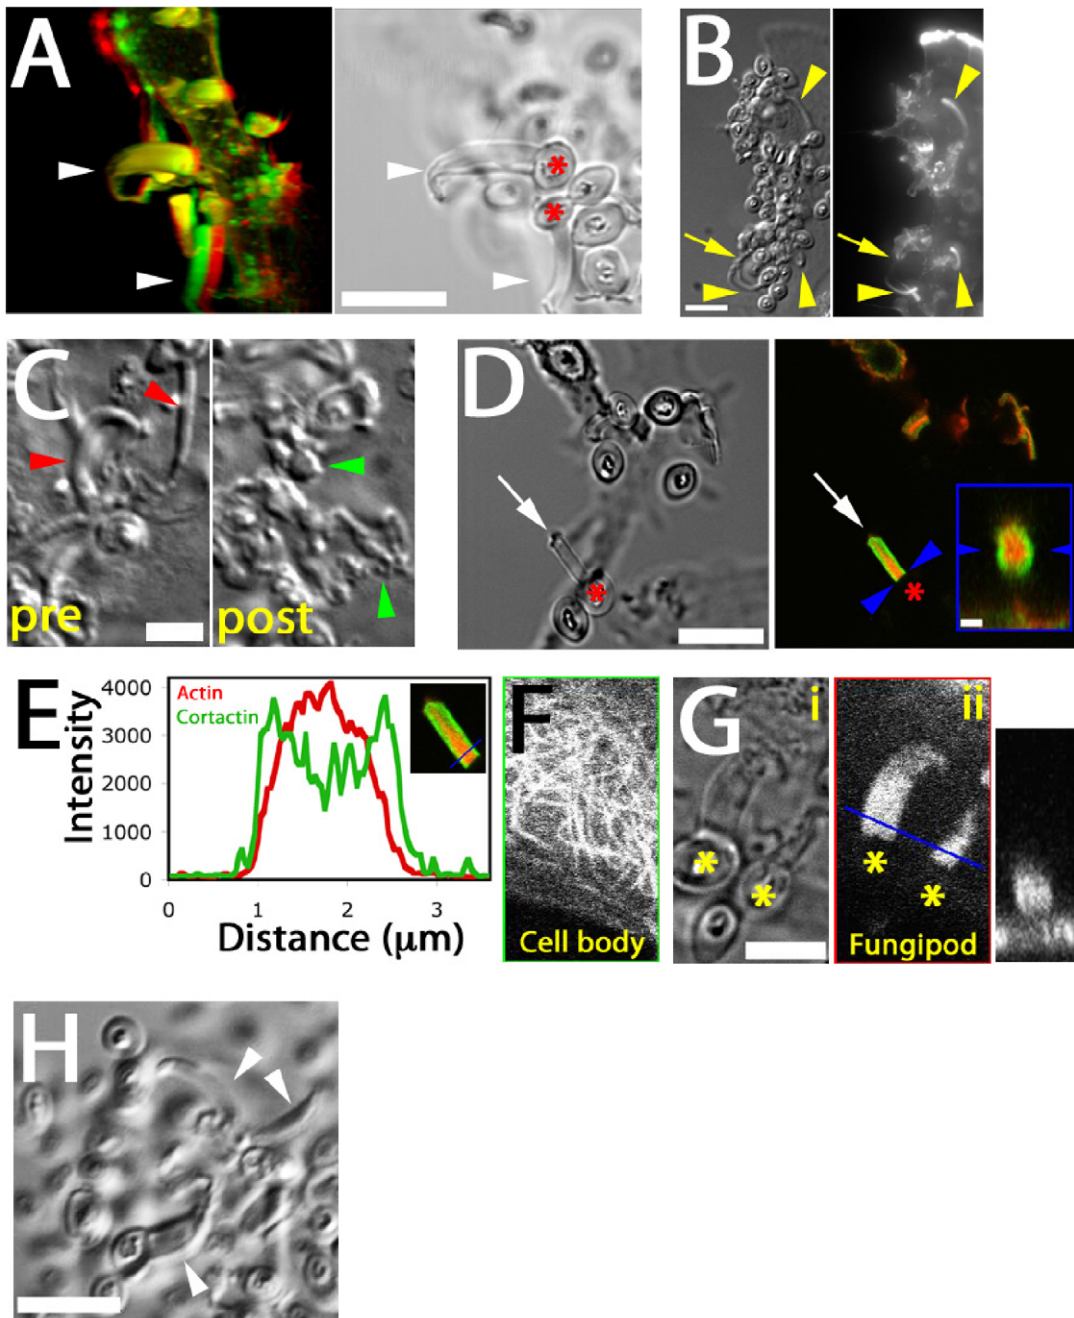 A
B
C
pre
post
D
*
*
*
*
E
Intensity
4000
3000
2000
1000
0
Actin
Cortactin
0
1
2
3
Distance (μm)
F
Cell body
G
i
ii
*
*
*
*
Fungipod
H